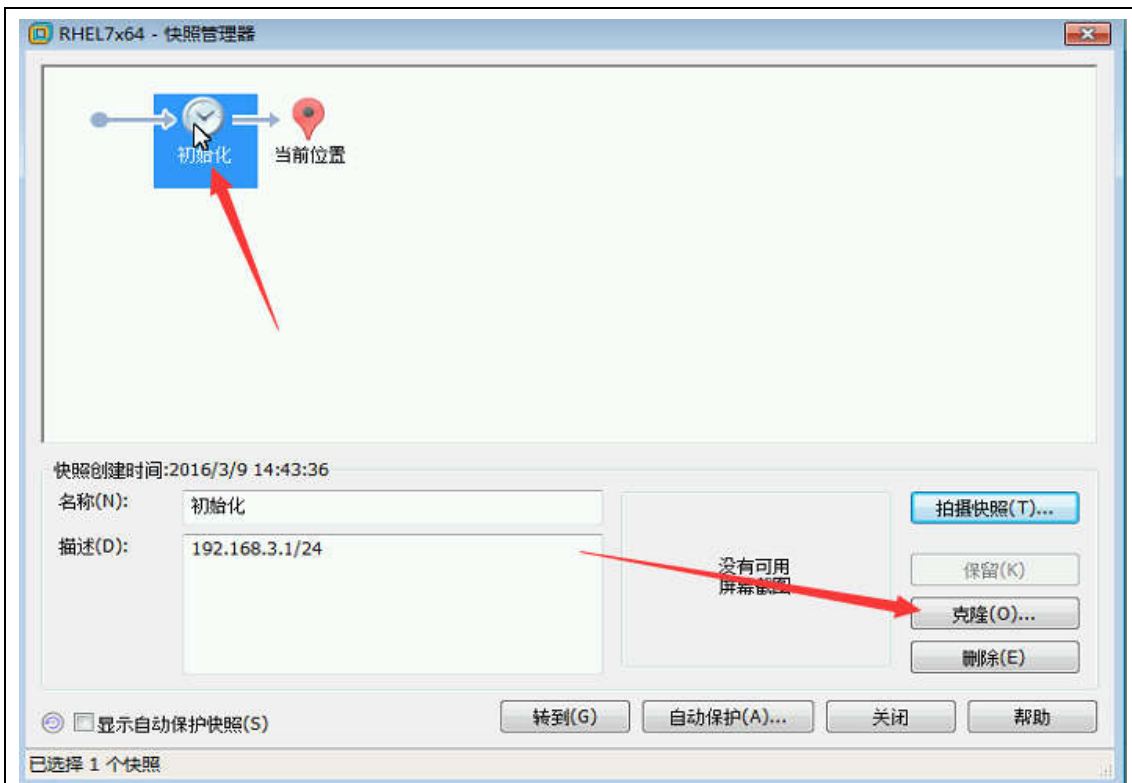 RHEL7x64 - 快照管理器
初始化
当前位置
快照创建时间:2016/3/9 14:43:36
名称(N):
初始化
拍摄快照(T)...
描述(D):
192.168.3.1/24
没有可用
屏幕截图
保留(K)
克隆(O)...
删除(E)
显示自动保护快照(S)
转到(G)
自动保护(A)...
关闭
帮助
已选择 1 个快照